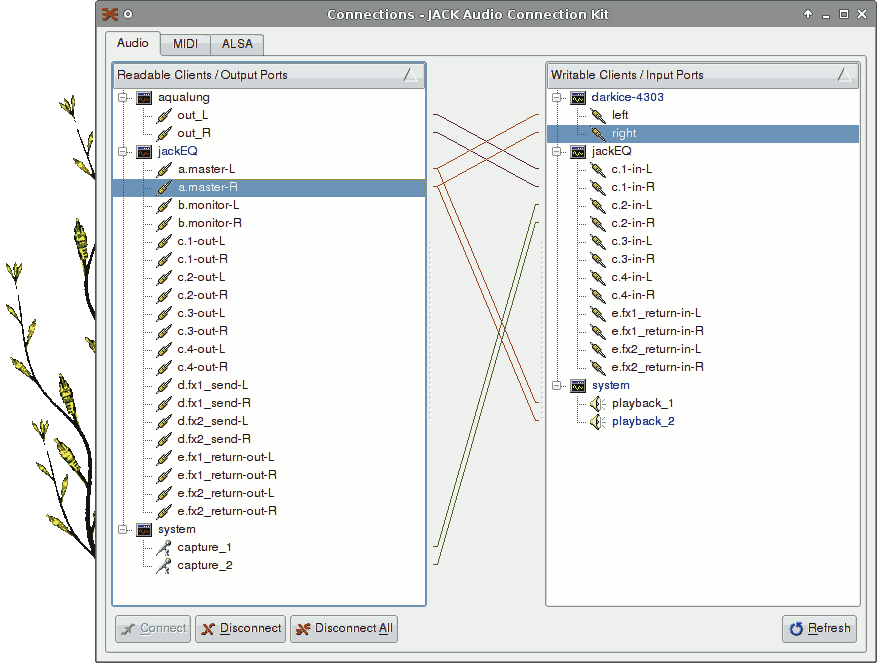 Connections - JACK Audio Connection Kit
Audio
MIDI
ALSA
Readable Clients / Output Ports
aqualung
out_L
out_R
jackEQ
a.master-L
a.master-R
b.monitor-L
b.monitor-R
c.1-out-L
c.1-out-R
c.2-out-L
c.2-out-R
c.3-out-L
c.3-out-R
c.4-out-L
c.4-out-R
d.fx1_send-L
d.fx1_send-R
d.fx2_send-L
d.fx2_send-R
e.fx1_return-out-L
e.fx1_return-out-R
e.fx2_return-out-L
e.fx2_return-out-R
system
capture_1
capture_2
Writable Clients / Input Ports
darkice-4303
left
right
jackEQ
c.1-in-L
c.1-in-R
c.2-in-L
c.2-in-R
c.3-in-L
c.3-in-R
c.4-in-L
c.4-in-R
e.fx1_return-in-L
e.fx1_return-in-R
e.fx2_return-in-L
e.fx2_return-in-R
system
playback_1
playback_2
Connect
Disconnect
Disconnect All
Refresh